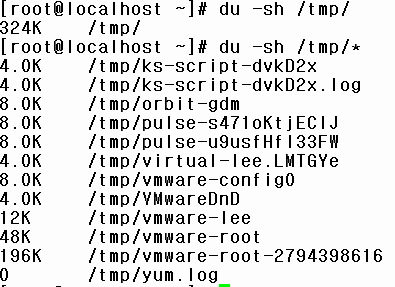 [root@localhost ~]# du -sh /tmp/
324K /tmp/
[root@localhost ~]# du -sh /tmp/*
4.0K /tmp/ks-script-dvkD2x
4.0K /tmp/ks-script-dvkD2x.log
8.0K /tmp/orbit-gdm
8.0K /tmp/pulse-s471oKtjECIJ
8.0K /tmp/pulse-u9usfHfl33FW
4.0K /tmp/virtual-lee.LMTGYe
8.0K /tmp/vmware-config0
4.0K /tmp/VMwareDnD
12K /tmp/vmware-lee
48K /tmp/vmware-root
196K /tmp/vmware-root-2794398616
0 /tmp/yum.log